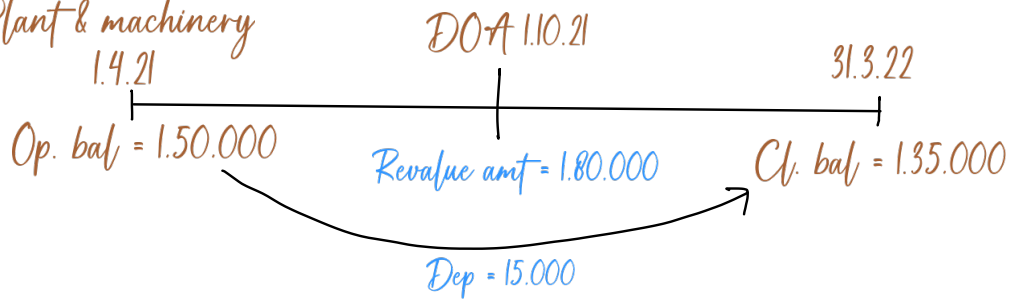 Plant & machinery
1.4.21
DOA 1.10.21
31.3.22
Op. bal = 1.50.000
Revalue amt = 1.80.000
Cl. bal = 1.35.000
Dep = 15.000